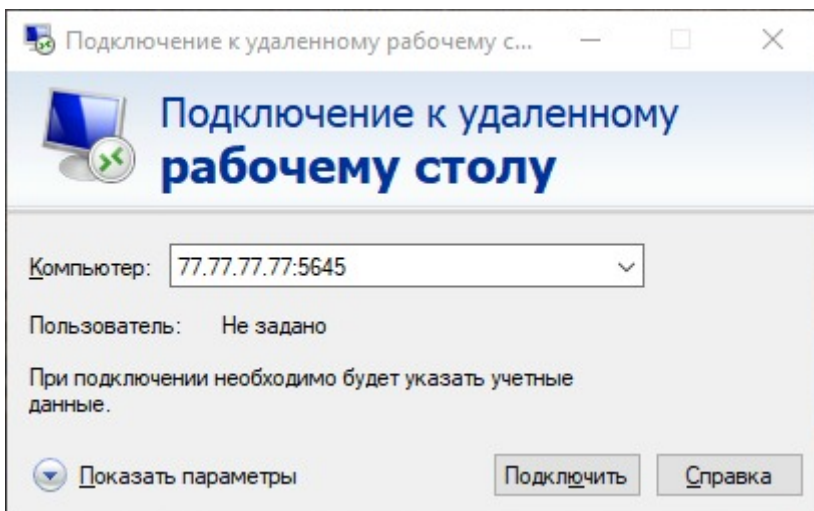 Подключение к удаленному рабочему с...
Подключение к удаленному
рабочему столу
Компьютер: 77.77.77.77:5645
Пользователь: Не задано
При подключении необходимо будет указать учетные
данные.
Показать параметры Подключить Справка